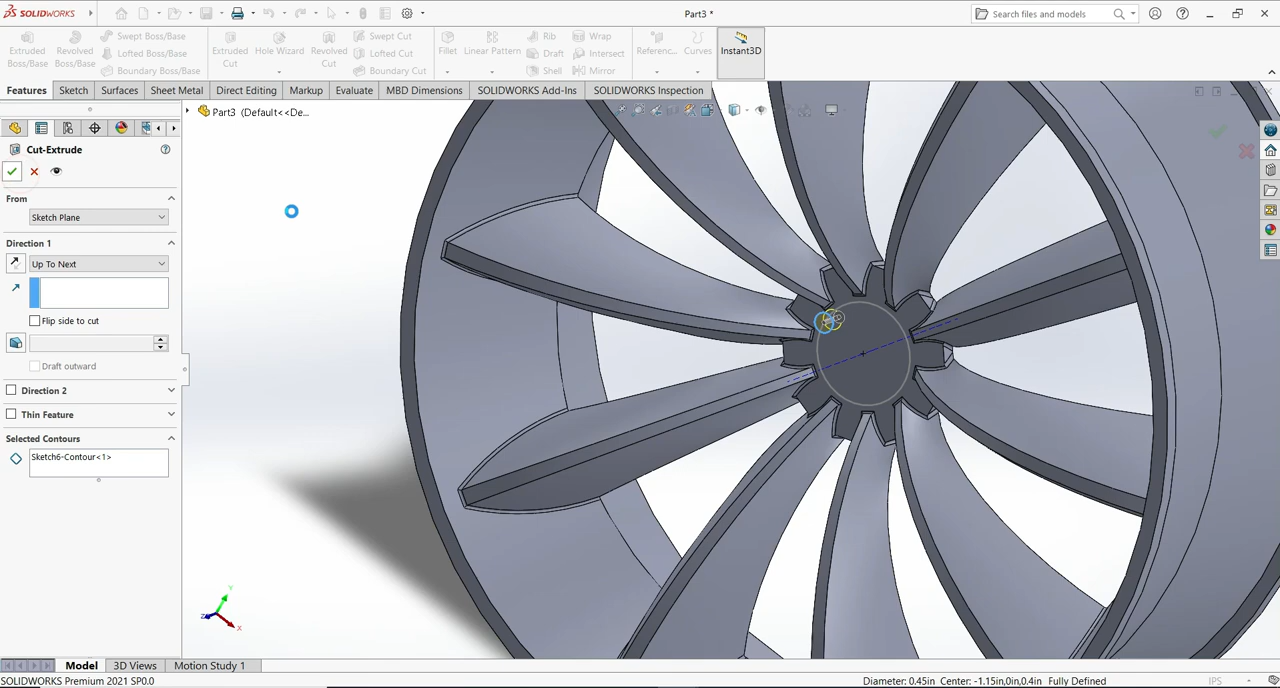 SOLIDWORKS
Part3 *
Search files and models
Extruded Boss/Base
Revolved Boss/Base
Swept Boss/Base
Lofted Boss/Base
Boundary Boss/Base
Extruded Cut
Hole Wizard
Revolved Cut
Swept Cut
Lofted Cut
Boundary Cut
Fillet
Linear Pattern
Rib
Draft
Shell
Wrap
Intersect
Mirror
Referenc...
Curves
Instant3D
Features
Sketch
Surfaces
Sheet Metal
Direct Editing
Markup
Evaluate
MBD Dimensions
SOLIDWORKS Add-Ins
SOLIDWORKS Inspection
Part3 (Default<<De...
Cut-Extrude
From
Sketch Plane
Direction 1
Up To Next
Flip side to cut
Draft outward
Direction 2
Thin Feature
Selected Contours
Sketch6-Contour<1>
Y
Z
X
Model
3D Views
Motion Study 1
SOLIDWORKS Premium 2021 SP0.0
Diameter: 0.45in Center: -1.15in,0in,0.4in Fully Defined
IPS